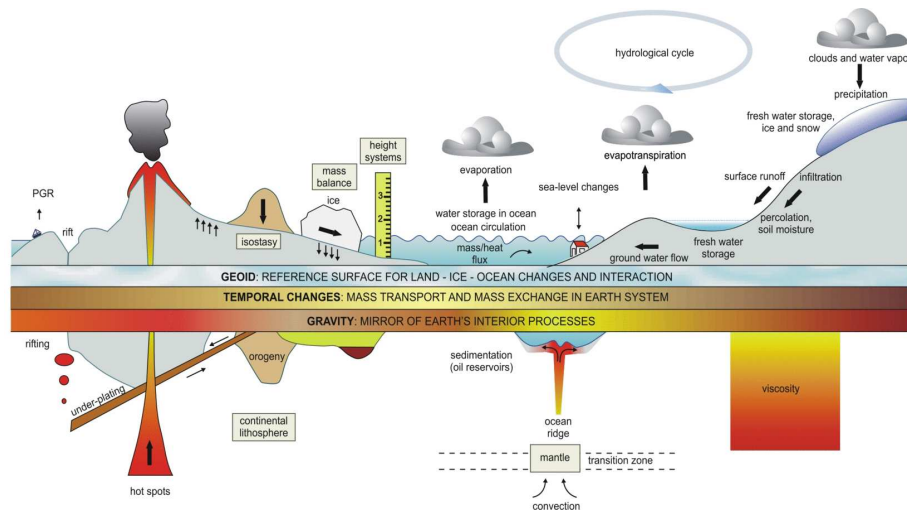 hydrological cycle
clouds and water vapo
precipitation
fresh water storage,
ice and snow
height
systems
mass
balance
ice
evaporation
evapotranspiration
sea-level changes
surface runoff
infiltration
PGR
rift
isostasy
3
2
1
water storage in ocean
ocean circulation
mass/heat
flux
ground water flow
fresh water
storage
percolation,
soil moisture
GEOID: REFERENCE SURFACE FOR LAND - ICE - OCEAN CHANGES AND INTERACTION
TEMPORAL CHANGES: MASS TRANSPORT AND MASS EXCHANGE IN EARTH SYSTEM
GRAVITY: MIRROR OF EARTH'S INTERIOR PROCESSES
rifting
orogeny
sedimentation
(oil reservoirs)
under-plating
viscosity
continental
lithosphere
ocean
ridge
mantle
transition zone
hot spots
convection